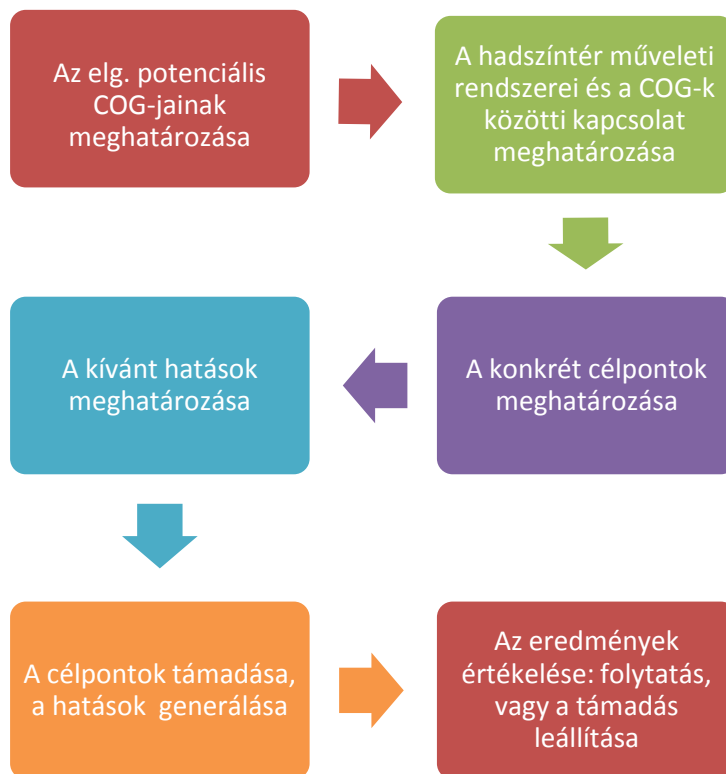 Az elg. potenciális
COG-jainak
meghatározása
A hadszíntér műveleti
rendszerei és a COG-k
közötti kapcsolat
meghatározása
A konkrét célpontok
meghatározása
A kívánt hatások
meghatározása
A célpontok támadása,
a hatások generálása
Az eredmények
értékelése: folytatás,
vagy a támadás
leállítása